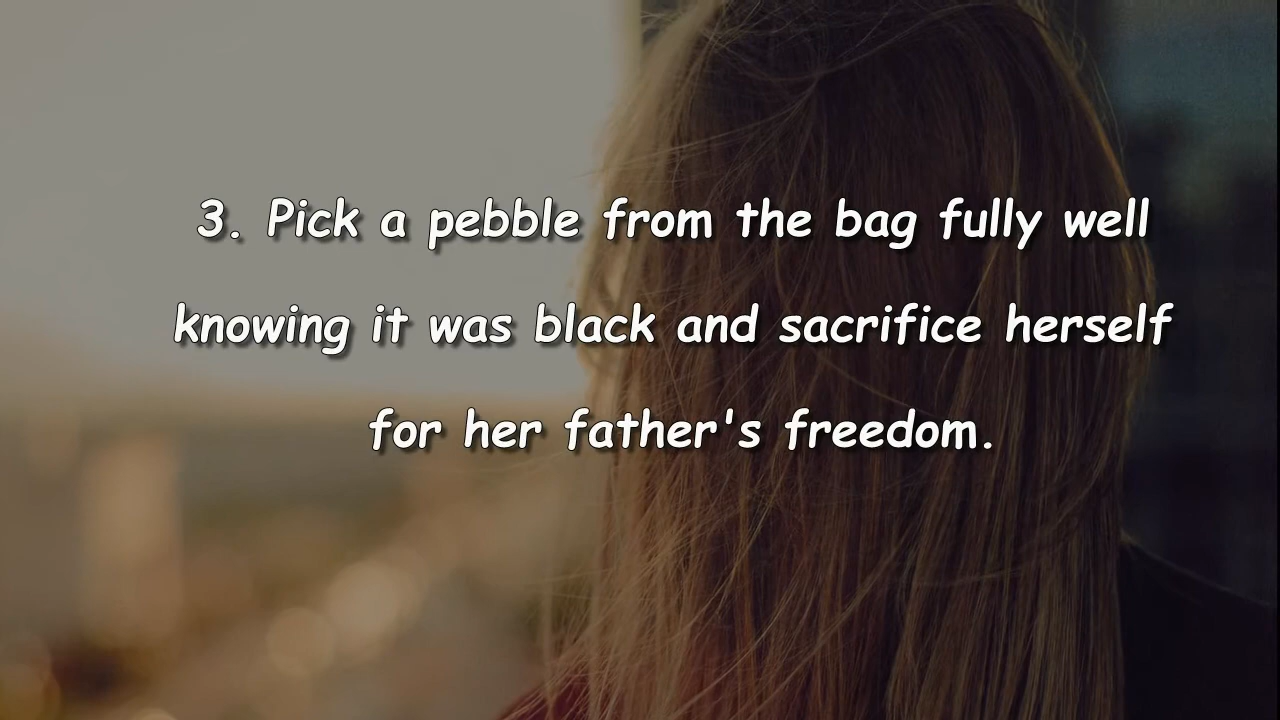 3. Pick a pebble from the bag fully well
knowing it was black and sacrifice herself
for her father's freedom.